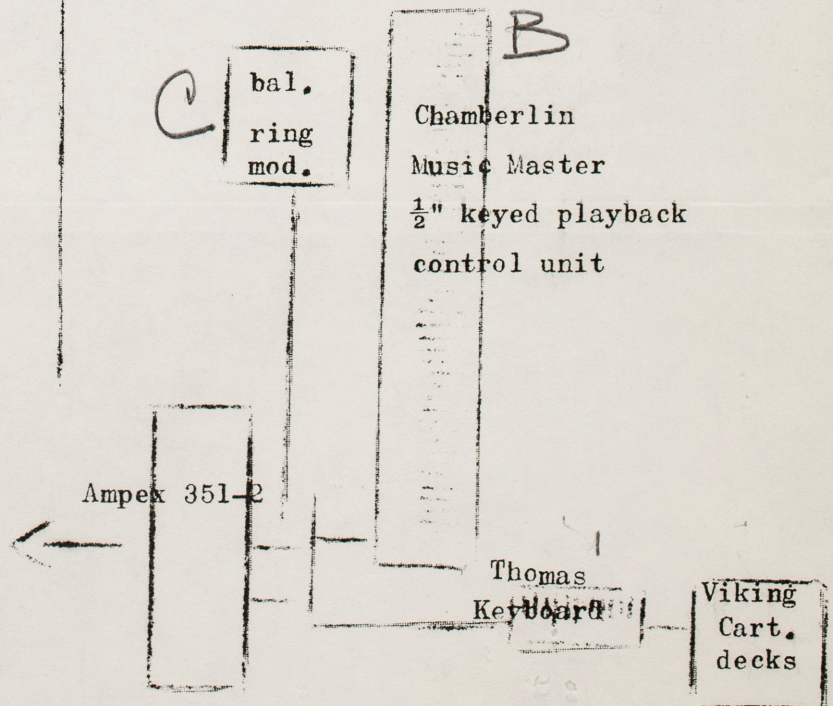 B
C
bal.
ring
mod.
Chamberlin
Music Master
½" keyed playback
control unit
Ampex 351-2
Thomas
Keyboard
Viking
Cart.
decks